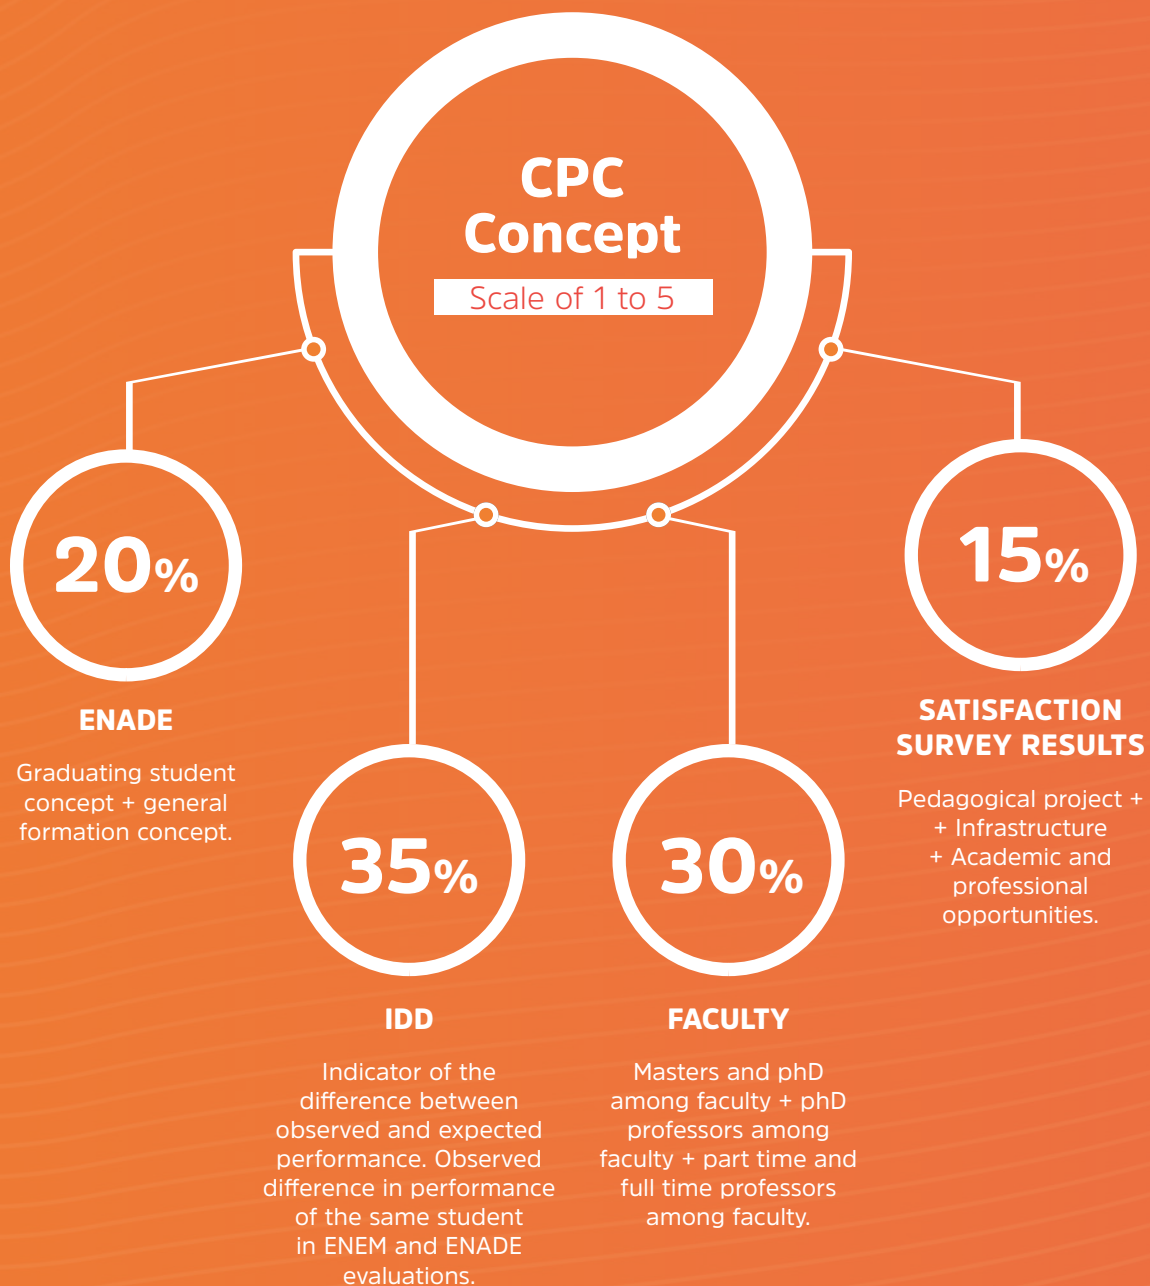 CPC
Concept
Scale of 1 to 5
20%
ENADE
Graduating student
concept + general
formation concept.
35%
IDD
Indicator of the
difference between
observed and expected
performance. Observed
difference in performance
of the same student
in ENEM and ENADE
evaluations.
30%
FACULTY
Masters and phD
among faculty + phD
professors among
faculty + part time and
full time professors
among faculty.
15%
SATISFACTION
SURVEY RESULTS
Pedagogical project +
+ Infrastructure
+ Academic and
professional
opportunities.